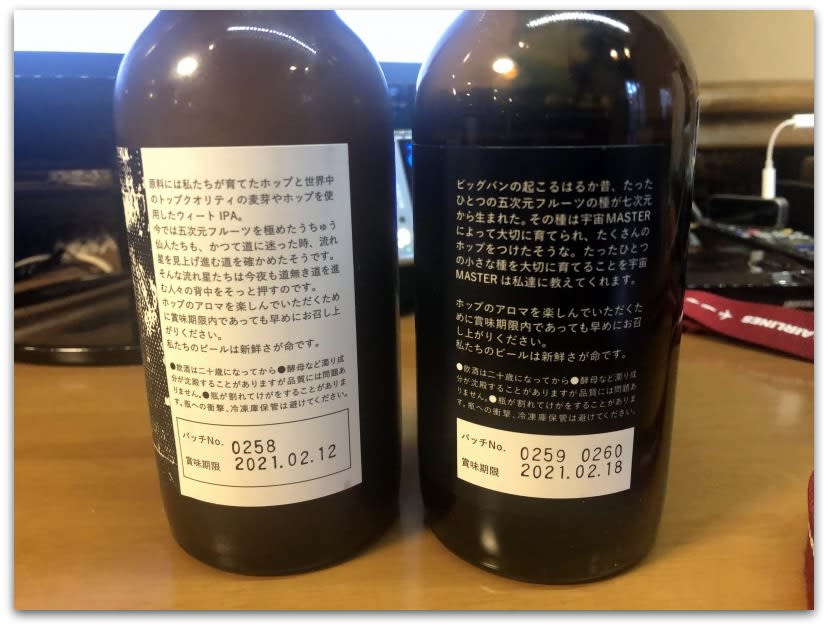 原料には私たちが育てたホップと世界中
のトップクオリティの麦芽やホップを使
用したウィートIPA。
今では五次元フルーツを極めたうちゅう
仙人たちも、かつて道に迷った時、流れ
星を見上げ進む道を確かめたそうです。
そんな流れ星たちは今夜も道無き道を進
む人々の背中をそっと押すのです。
ホップのアロマを楽しんでいただくため
に賞味期限内であっても早めにお召し上
がりください。
私たちのビールは新鮮さが命です。
●飲酒は二十歳になってから●酵母など濁り成
分が沈殿することがありますが品質には問題あ
りません。●瓶が割れてけがをすることがありま
す。瓶への衝撃、冷凍庫保管は避けてください。
バッチNo. 0258
賞味期限 2021.02.12
ビッグバンの起こるはるか昔、たった
ひとつの五次元フルーツの種が七次元
から生まれた。その種は宇宙MASTER
によって大切に育てられ、たくさんの
ホップをつけたそうな。たったひとつ
の小さな種を大切に育てることを宇宙
MASTERは私達に教えてくれます。
ホップのアロマを楽しんでいただくた
めに賞味期限内であっても早めにお召
し上がりください。
私たちのビールは新鮮さが命です。
●飲酒は二十歳になってから●酵母など濁り成
分が沈殿することがありますが品質には問題あ
りません。●瓶が割れてけがをすることがありま
す。瓶への衝撃、冷凍庫保管は避けてください。
バッチNo. 0259 0260
賞味期限 2021.02.18
AIRLINES